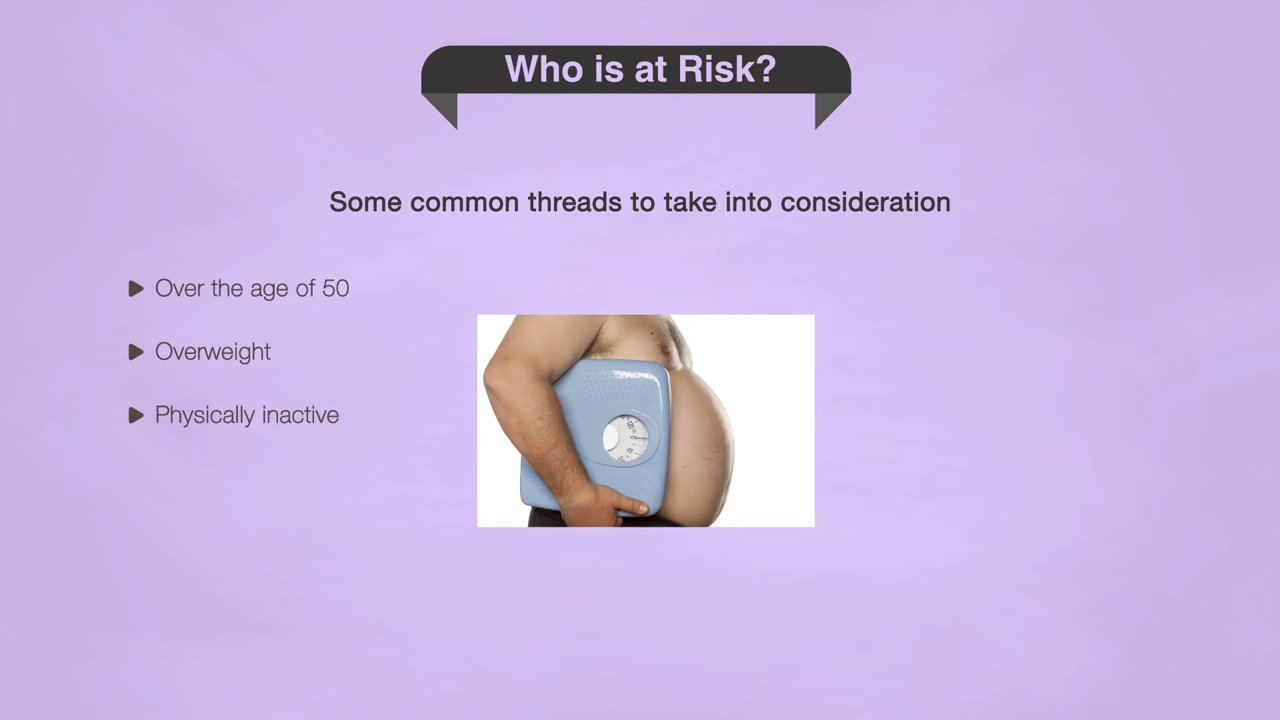 Who is at Risk?
Some common threads to take into consideration
Over the age of 50
Overweight
Physically inactive